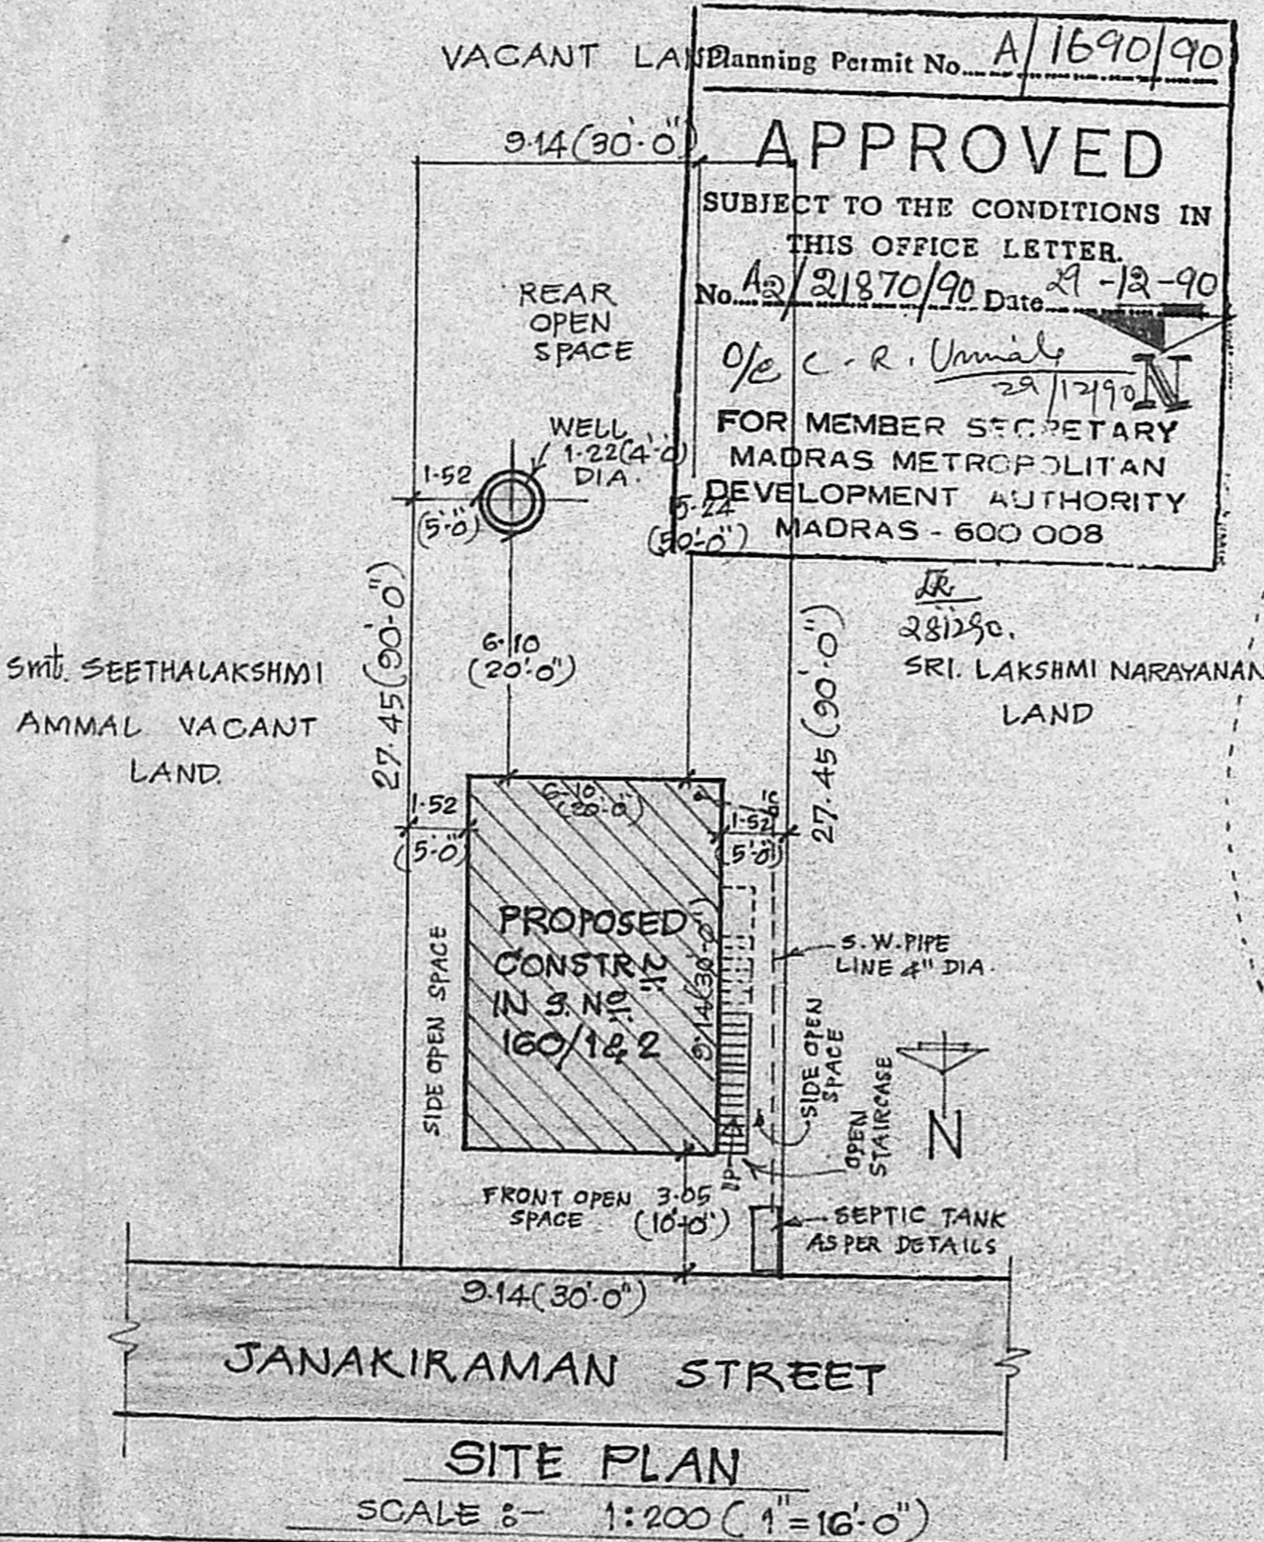 VACANT LAND
Planning Permit No. A/1690/90
APPROVED
SUBJECT TO THE CONDITIONS IN
THIS OFFICE LETTER.
No. A2/21870/90 Date 29-12-90
C. R.
29/12/90
N
FOR MEMBER SECRETARY
MADRAS METROPOLITAN
DEVELOPMENT AUTHORITY
MADRAS - 600 008
9.14(30'-0")
REAR
OPEN
SPACE
WELL
1.22(4'-0")
DIA.
1.52
(5'-0")
15.24
(50'-0")
281290.
27.45(90'-0")
6.10
(20'-0")
27.45(90'-0")
Smt. SEETHALAKSHMI
AMMAL VACANT
LAND.
SRI. LAKSHMI NARAYANAN
LAND
1.52
(5'-0")
6.10
(20'-0")
1.52
(5'-0")
PROPOSED
CONSTRN
IN S. NO
160/1&2
9.14(30'-0")
SIDE OPEN SPACE
S.W. PIPE
LINE 4" DIA.
SIDE OPEN
SPACE
OPEN
STAIRCASE
N
UP
FRONT OPEN
SPACE
3.05
(10'-0")
SEPTIC TANK
AS PER DETAILS
9.14(30'-0")
JANAKIRAMAN STREET
SITE PLAN
SCALE :- 1:200 (1"=16'-0")